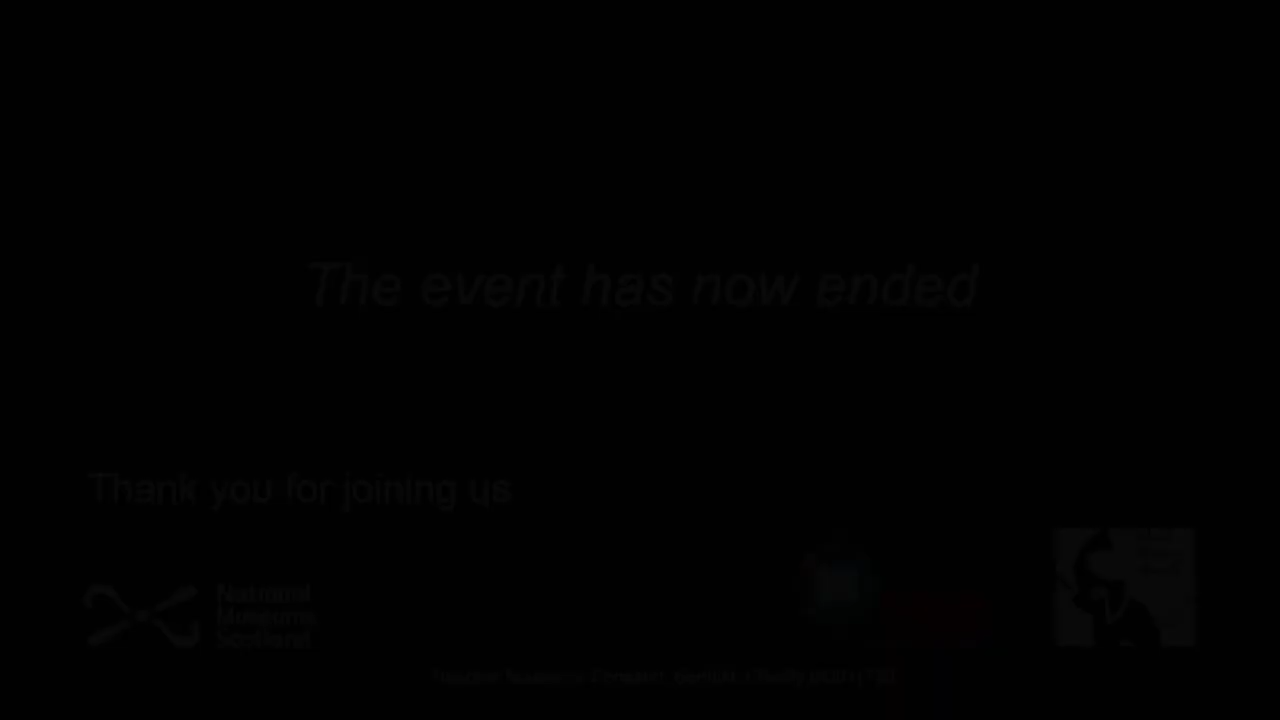 The event has now ended
Thank you for joining us
National
Museums
Scotland